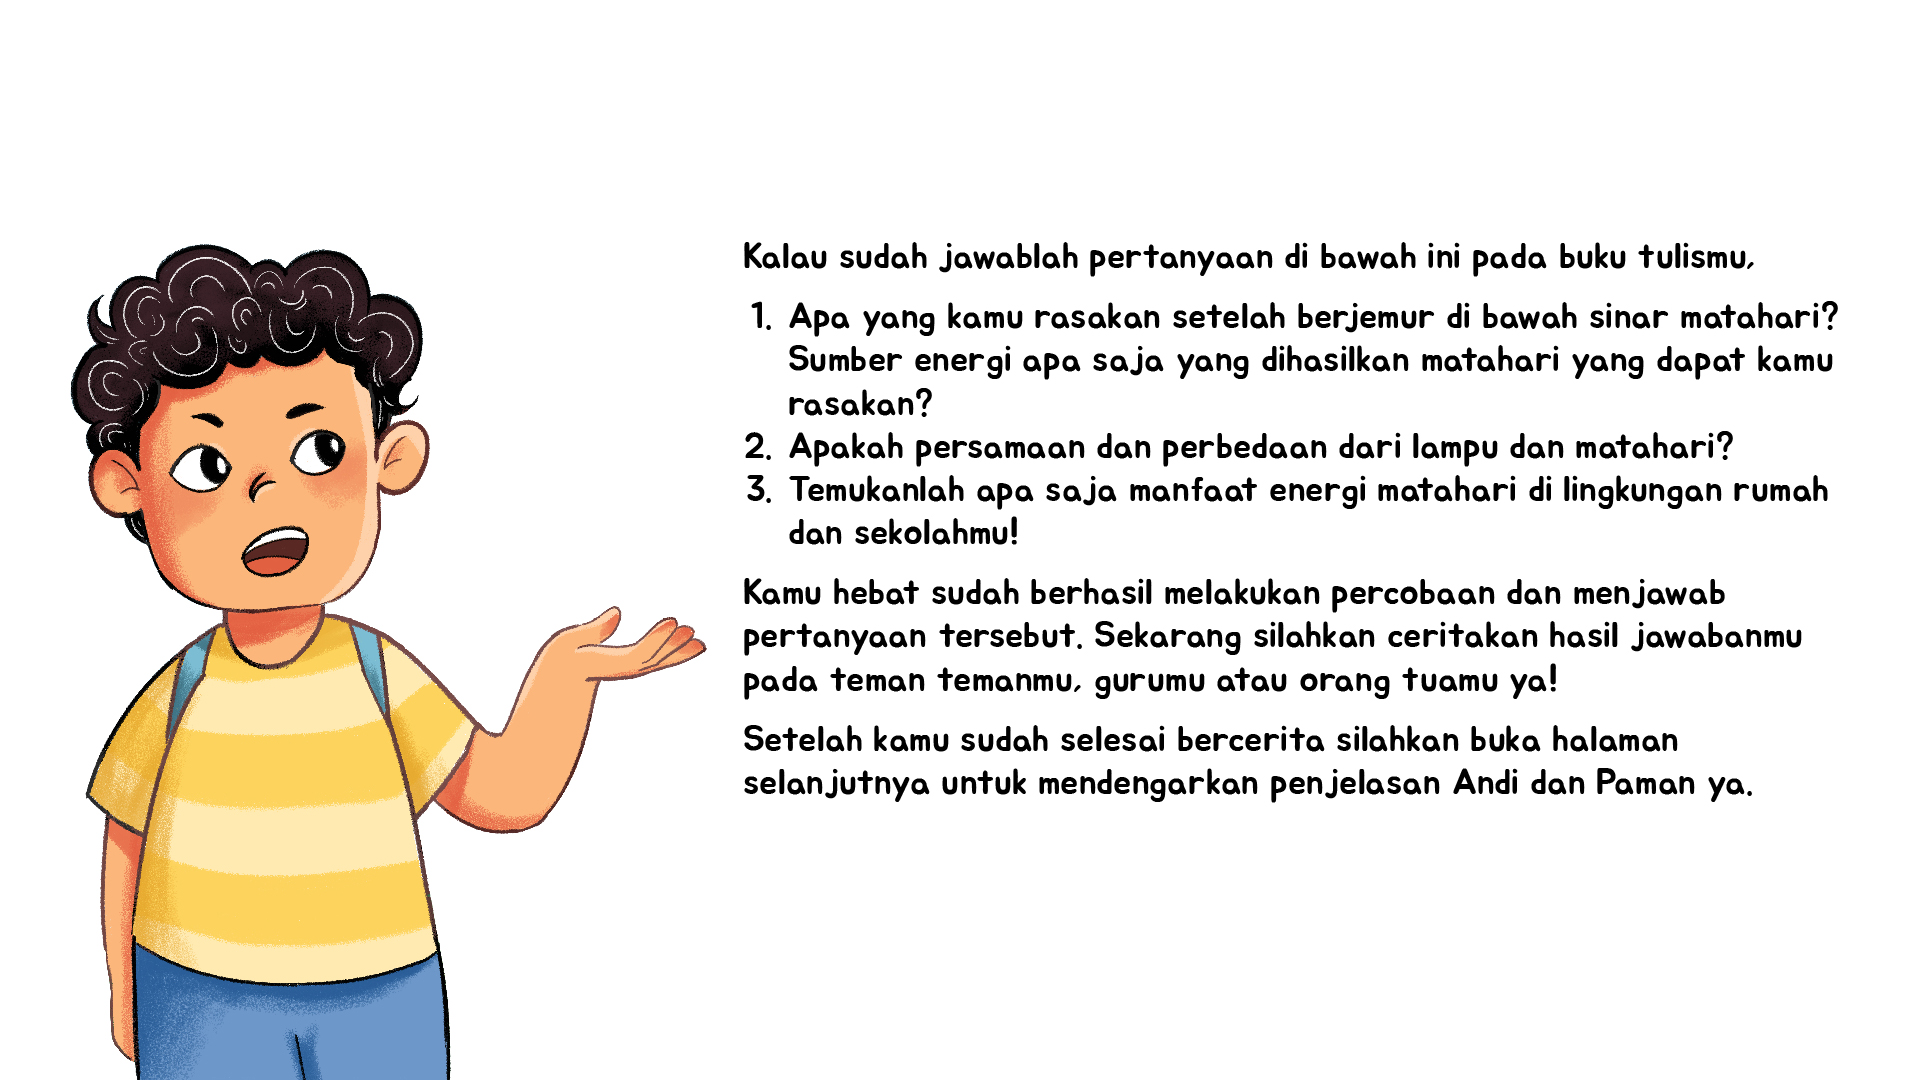 Kalau sudah jawablah pertanyaan di bawah ini pada buku tulismu,
1. Apa yang kamu rasakan setelah berjemur di bawah sinar matahari?
Sumber energi apa saja yang dihasilkan matahari yang dapat kamu
rasakan?
2. Apakah persamaan dan perbedaan dari lampu dan matahari?
3. Temukanlah apa saja manfaat energi matahari di lingkungan rumah
dan sekolahmu!
Kamu hebat sudah berhasil melakukan percobaan dan menjawab
pertanyaan tersebut. Sekarang silahkan ceritakan hasil jawabanmu
pada teman temanmu, gurumu atau orang tuamu ya!
Setelah kamu sudah selesai bercerita silahkan buka halaman
selanjutnya untuk mendengarkan penjelasan Andi dan Paman ya.